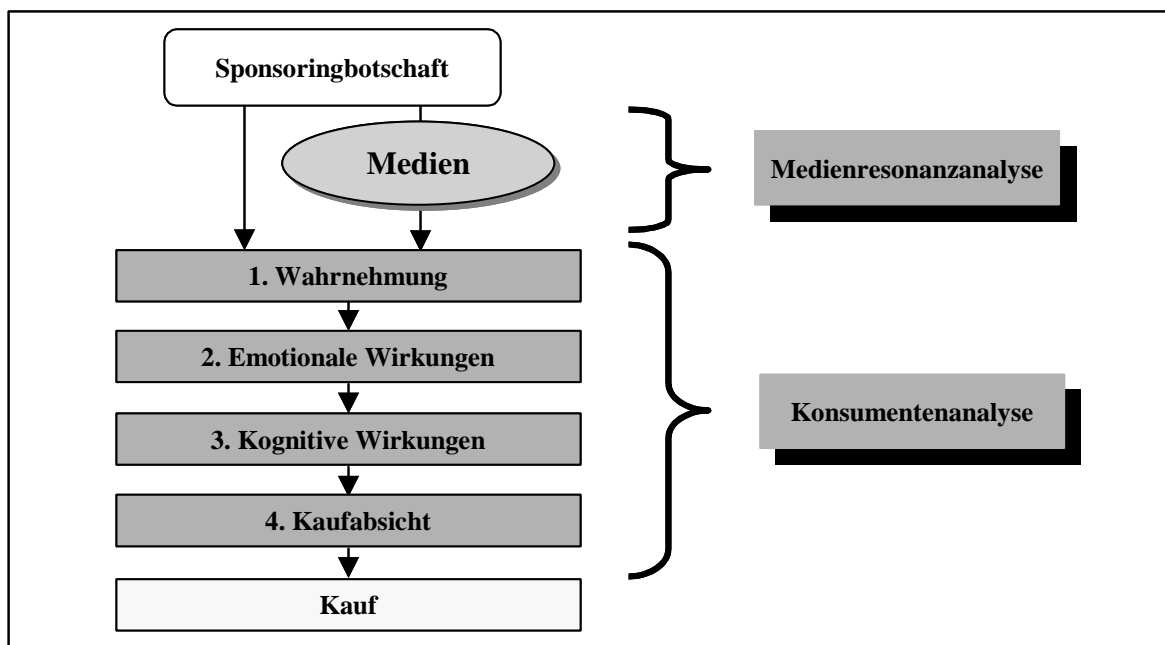 Sponsoringbotschaft
Medien
Medienresonanzanalyse
1. Wahrnehmung
2. Emotionale Wirkungen
3. Kognitive Wirkungen
4. Kaufabsicht
Kauf
Konsumentenanalyse